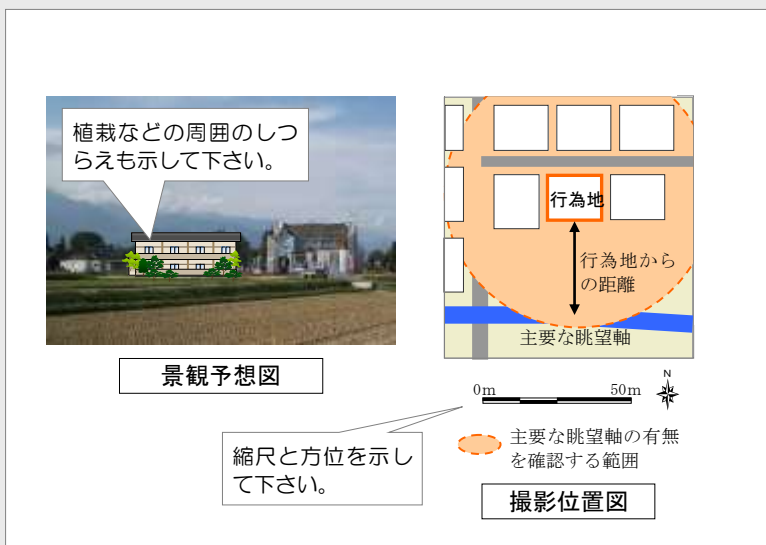 植栽などの周囲のしつ
らえも示して下さい。
景観予想図
行為地
行為地から
の距離
主要な眺望軸
0m 50m
N
主要な眺望軸の有無
を確認する範囲
縮尺と方位を示し
て下さい。
撮影位置図